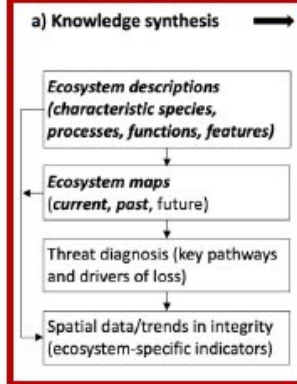 a) Knowledge synthesis
Ecosystem descriptions
(characteristic species,
processes, functions, features)
Ecosystem maps
(current, past, future)
Threat diagnosis (key pathways
and drivers of loss)
Spatial data/trends in integrity
(ecosystem-specific indicators)